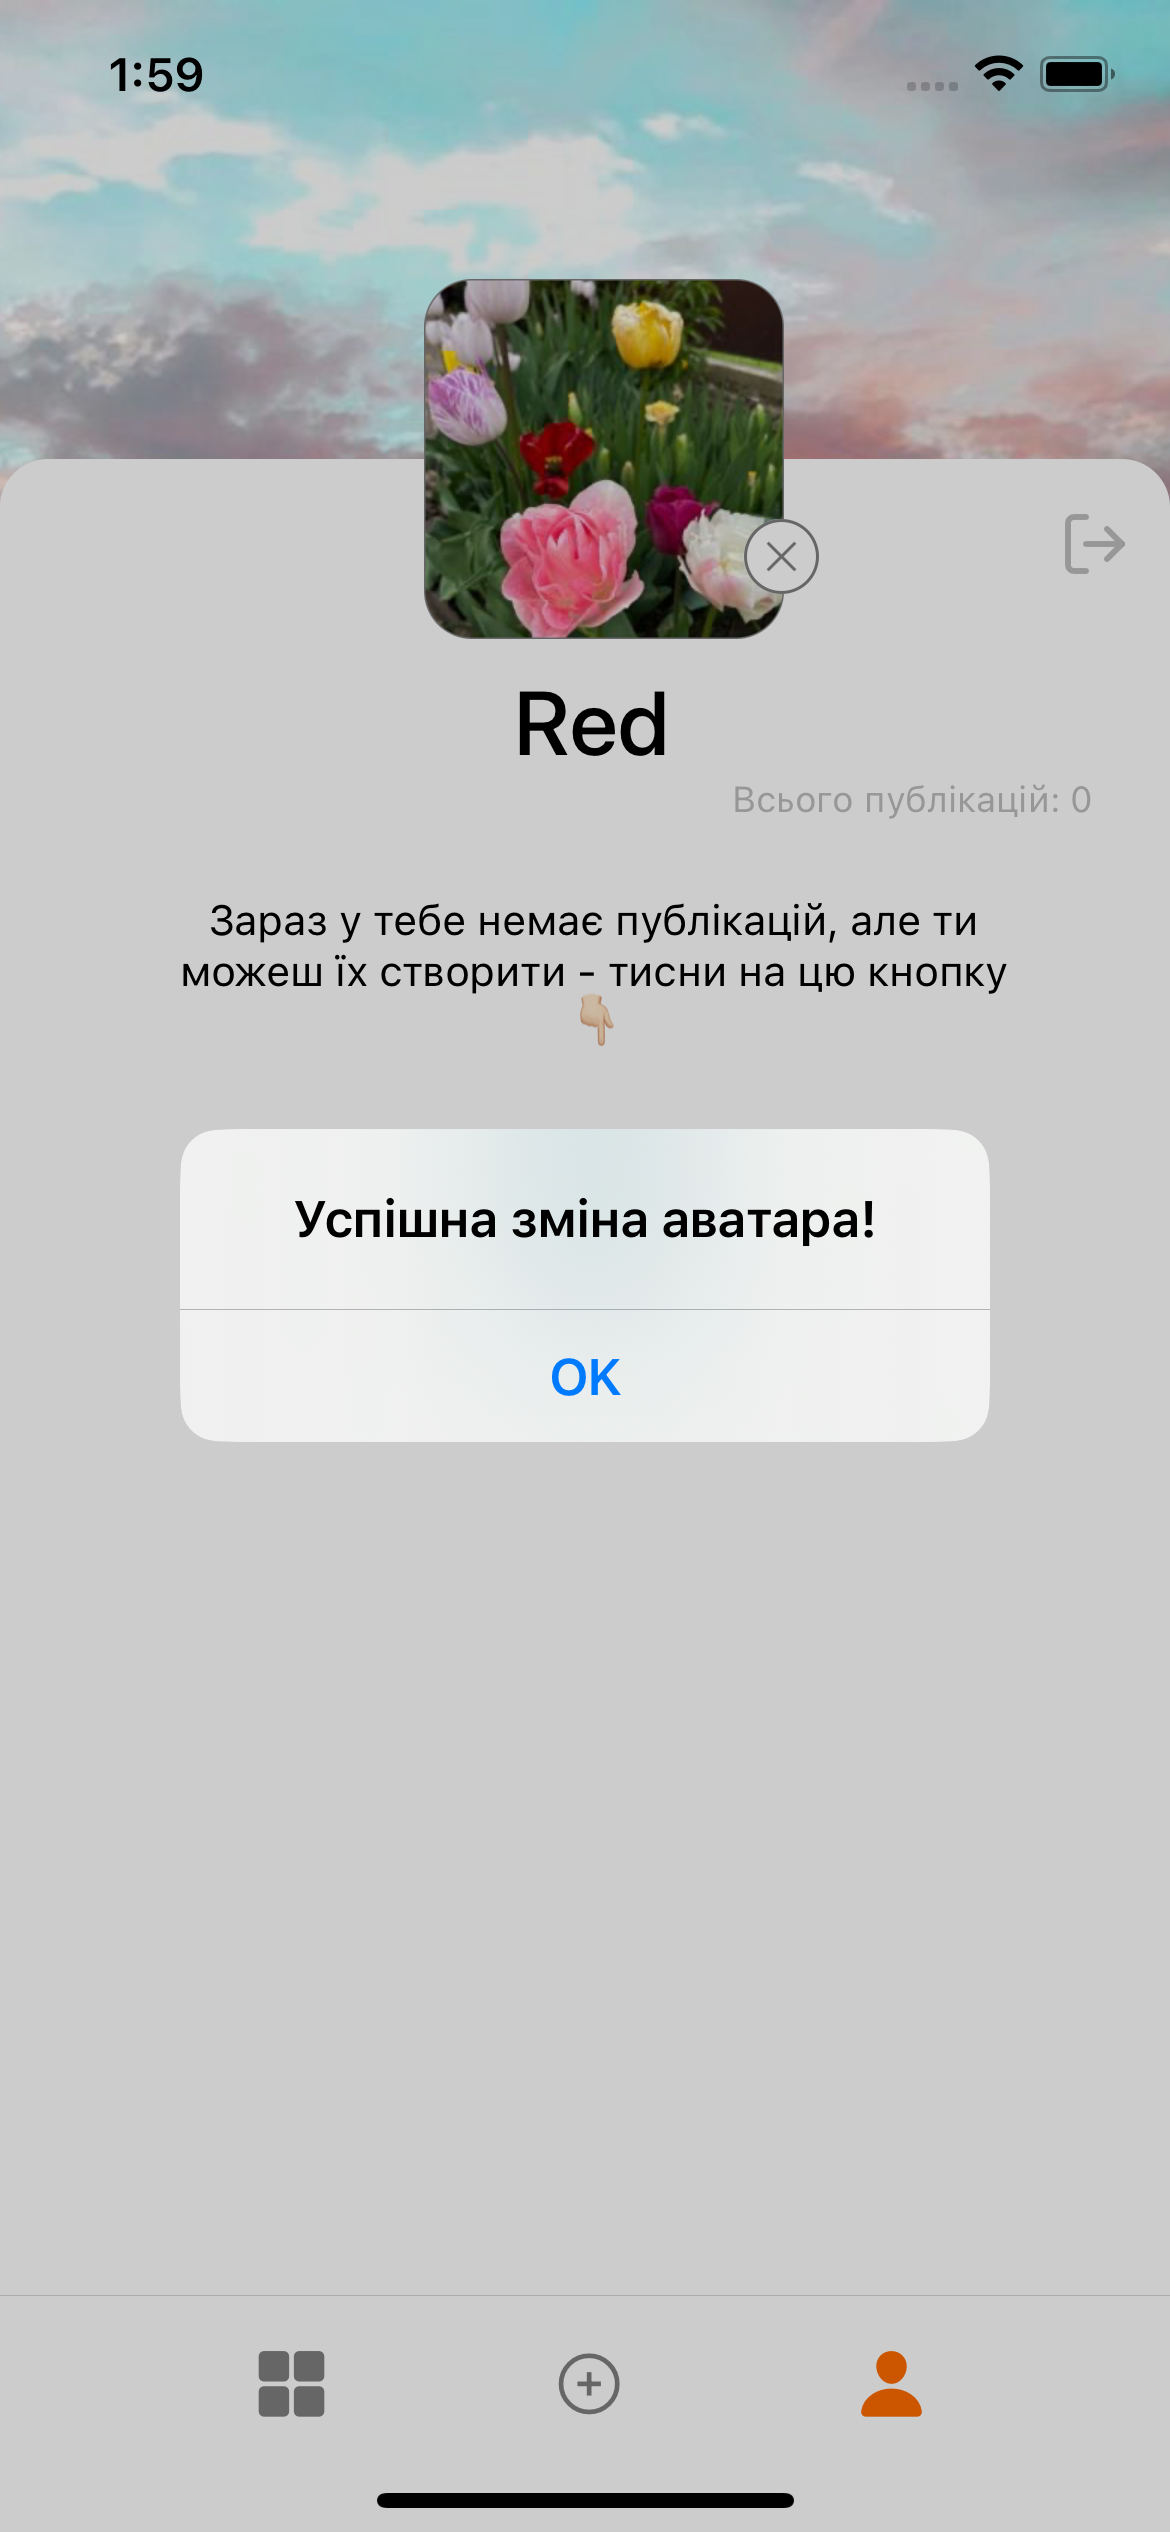 1:59
Red
Всього публікацій: 0
Зараз у тебе немає публікацій, але ти
можеш їх створити - тисни на цю кнопку
👇🏻
Успішна зміна аватара!
OK